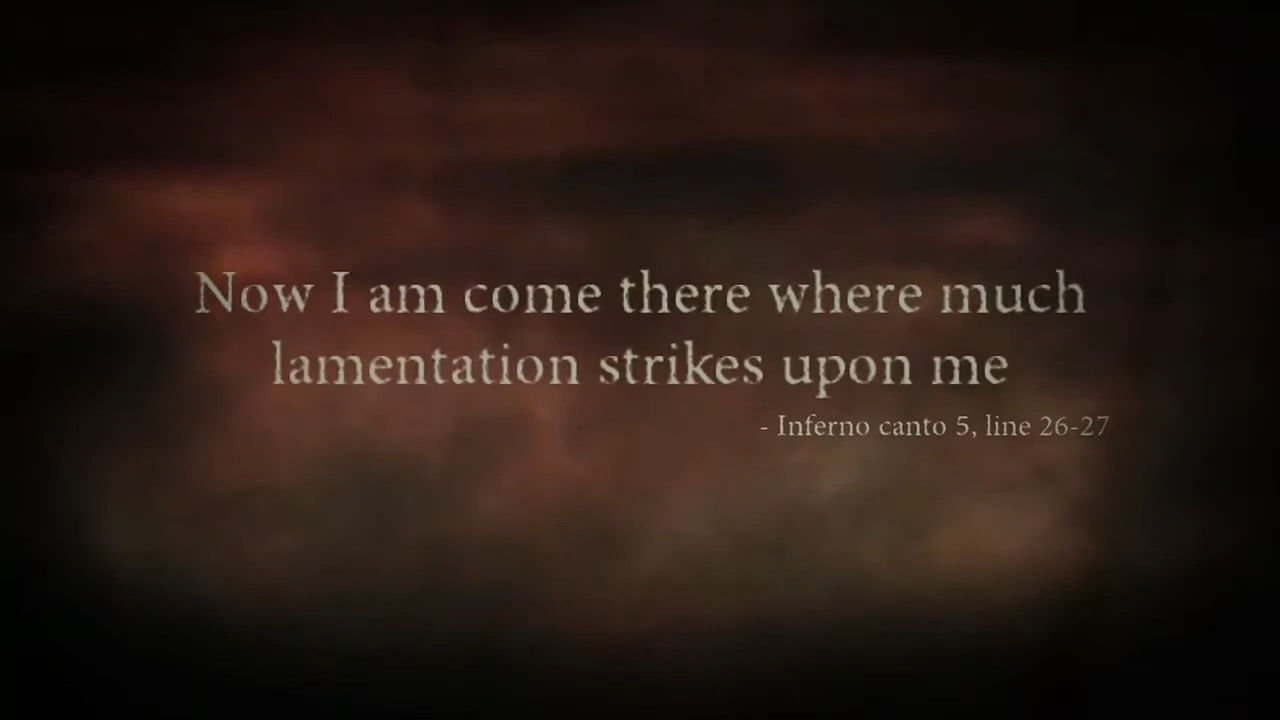 Now I am come there where much
lamentation strikes upon me
- Inferno canto 5, line 26-27